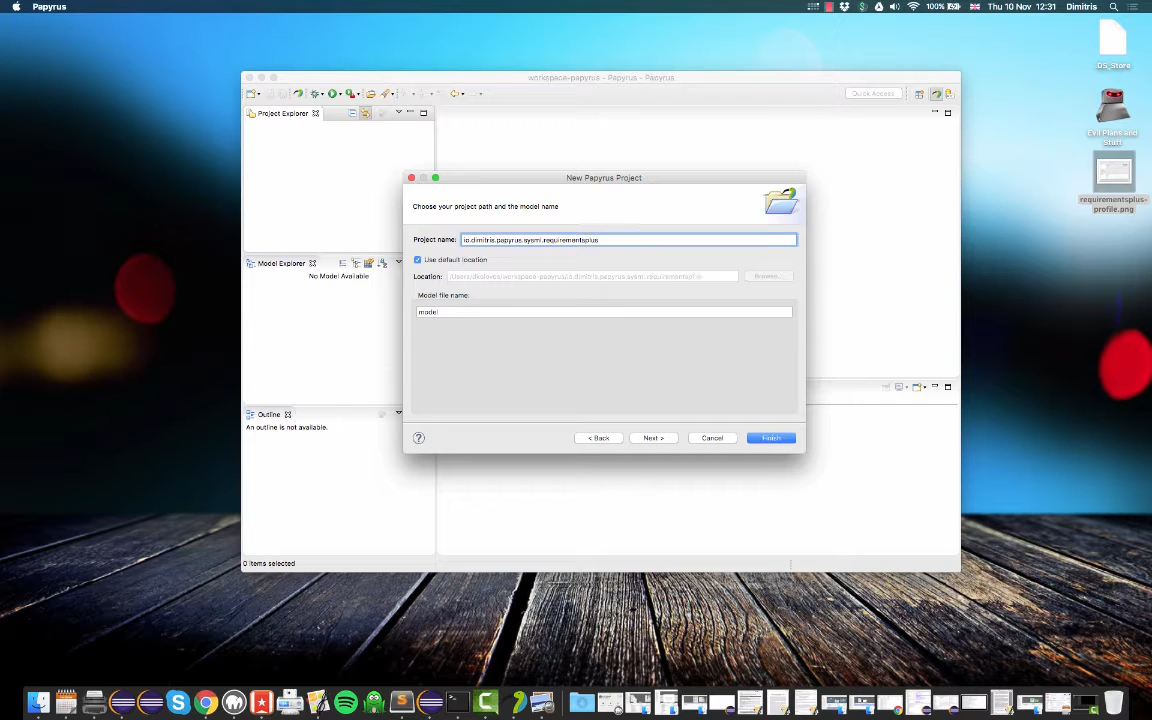 Papyrus
100%
Thu 10 Nov 12:31
Dimitris
workspace-papyrus - Papyrus - Papyrus
Quick Access
Project Explorer
.DS_Store
Evil Plans and
Stuff
requirementsplus-
profile.png
New Papyrus Project
Choose your project path and the model name
Project name:
io.dimitris.papyrus.sysml.requirementsplus
Use default location
Location:
Browse...
Model file name:
model
Model Explorer
No Model Available
Outline
An outline is not available.
?
< Back
Next >
Cancel
Finish
0 items selected